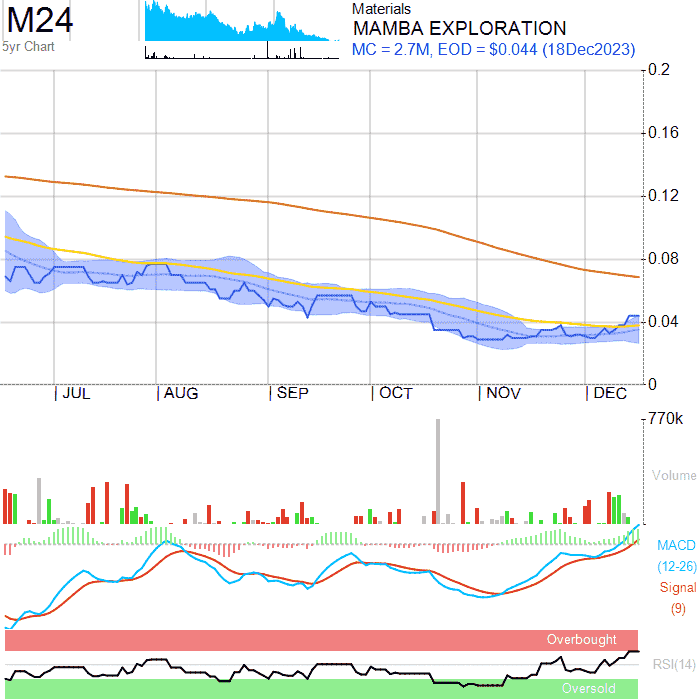 M24
5yr Chart
Materials
MAMBA EXPLORATION
MC = 2.7M, EOD = $0.044 (18Dec2023)
0.2
0.16
0.12
0.08
0.04
0
JUL AUG SEP OCT NOV DEC
770k
Volume
MACD
(12-26)
Signal
(9)
Overbought
RSI(14)
Oversold